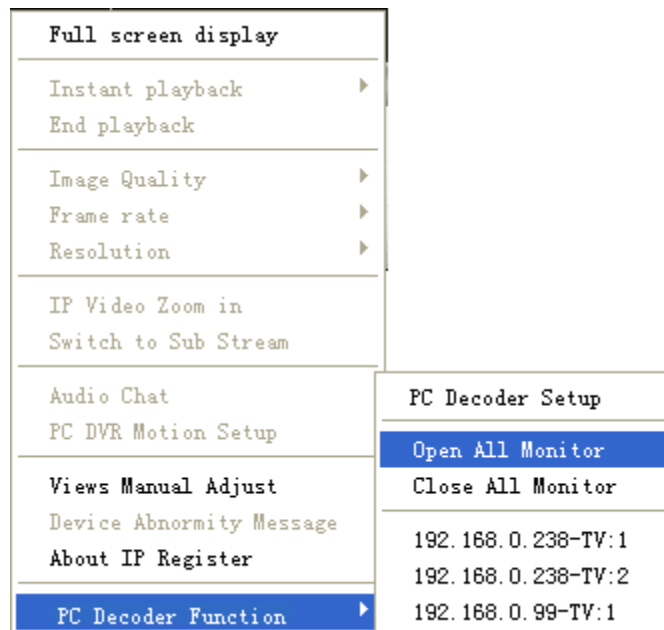 Full screen display
Instant playback
End playback
Image Quality
Frame rate
Resolution
IP Video Zoom in
Switch to Sub Stream
Audio Chat
PC DVR Motion Setup
Views Manual Adjust
Device Abnormity Message
About IP Register
PC Decoder Function
PC Decoder Setup
Open All Monitor
Close All Monitor
192.168.0.238-TV:1
192.168.0.238-TV:2
192.168.0.99-TV:1